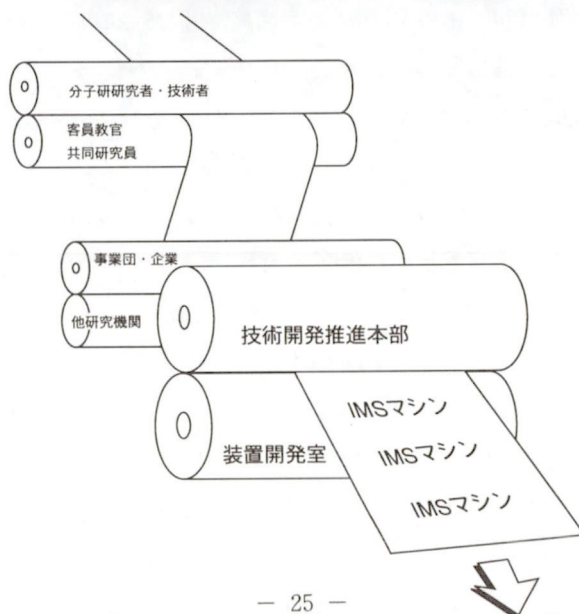 分子研研究者・技術者
客員教官
共同研究員
事業団・企業
他研究機関
技術開発推進本部
装置開発室
IMSマシン
IMSマシン
IMSマシン
− 25 −